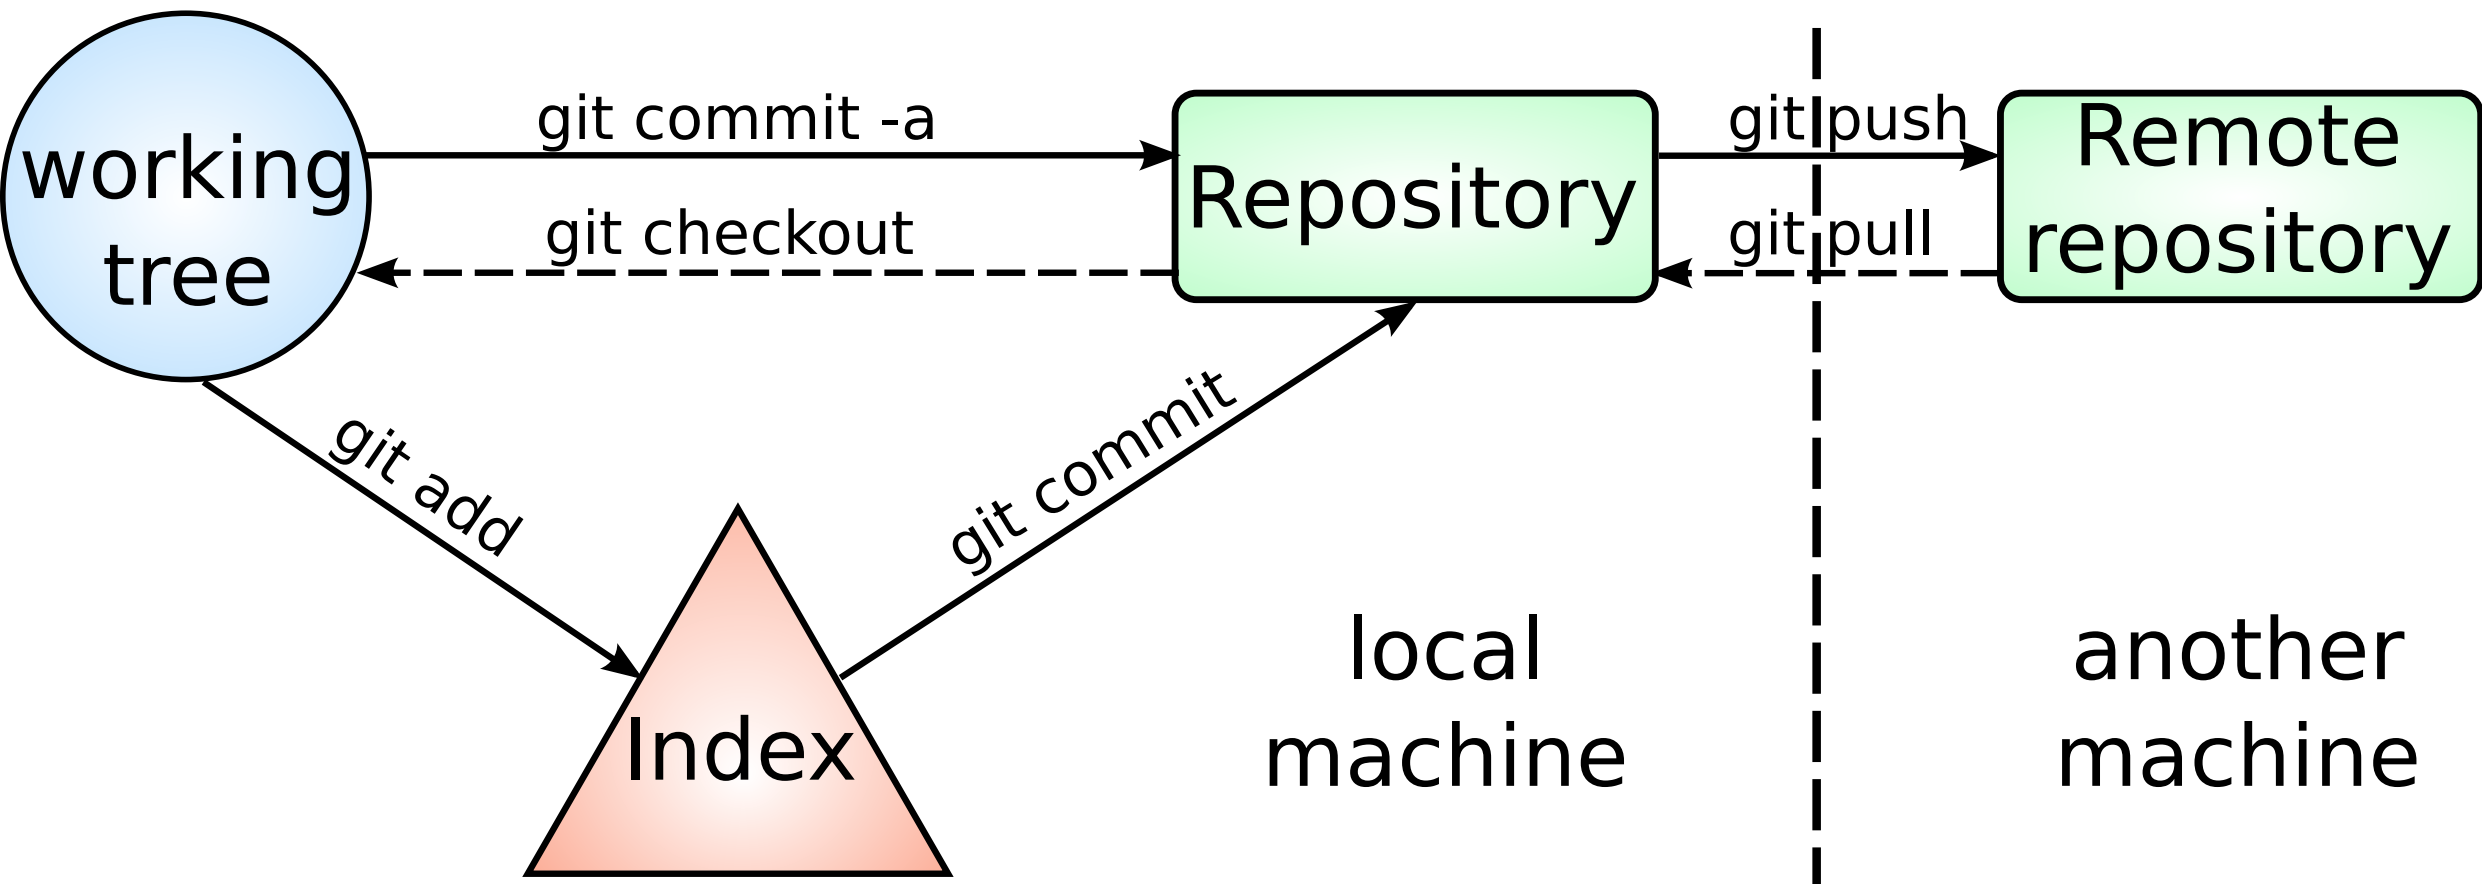 working
tree
git commit -a
git checkout
Repository
git push
git pull
Remote
repository
git add
git commit
Index
local
machine
another
machine